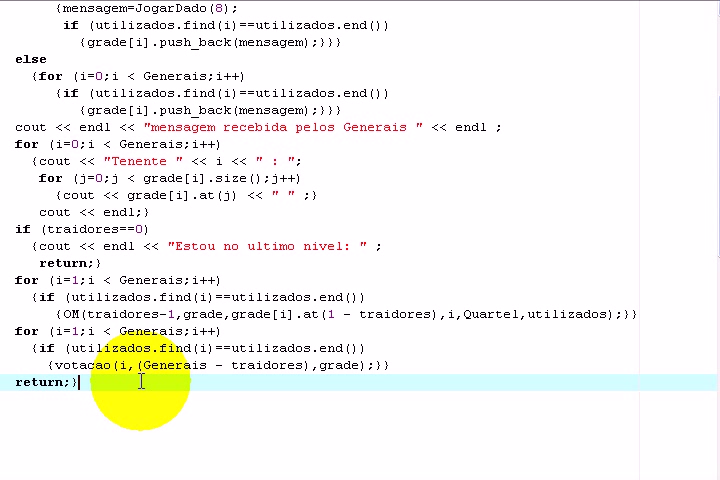 {mensagem=JogarDado(8);
if (utilizados.find(i)==utilizados.end())
{grade[i].push_back(mensagem);}}}
else
{for (i=0;i < Generais;i++)
{if (utilizados.find(i)==utilizados.end())
{grade[i].push_back(mensagem);}}}
cout << endl << "mensagem recebida pelos Generais " << endl ;
for (i=0;i < Generais;i++)
{cout << "Tenente " << i << " : ";
for (j=0;j < grade[i].size();j++)
{cout << grade[i].at(j) << " " ;}
cout << endl;}
if (traidores==0)
{cout << endl << "Estou no ultimo nivel: " ;
return;}
for (i=1;i < Generais;i++)
{if (utilizados.find(i)==utilizados.end())
{OM(traidores-1,grade,grade[i].at(1 - traidores),i,Quartel,utilizados);}}
for (i=1;i < Generais;i++)
{if (utilizados.find(i)==utilizados.end())
{votacao(i,(Generais - traidores),grade);}}
return;}